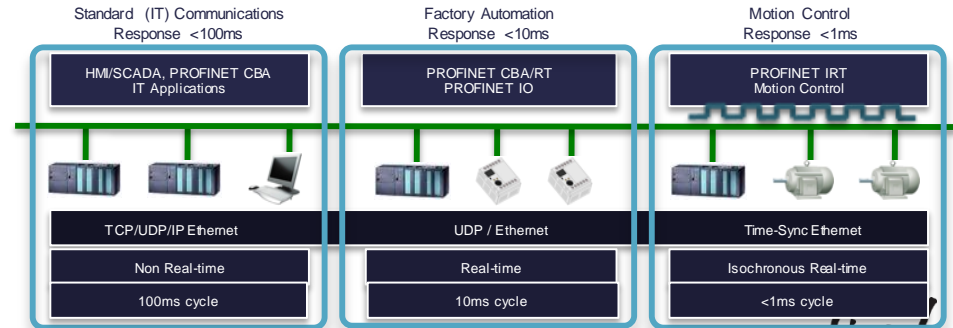 Standard (IT) Communications
Response <100ms
HMI/SCADA, PROFINET CBA
IT Applications
TCP/UDP/IP Ethernet
Non Real-time
100ms cycle
Factory Automation
Response <10ms
PROFINET CBA/RT
PROFINET IO
UDP / Ethernet
Real-time
10ms cycle
Motion Control
Response <1ms
PROFINET IRT
Motion Control
Time-Sync Ethernet
Isochronous Real-time
<1ms cycle